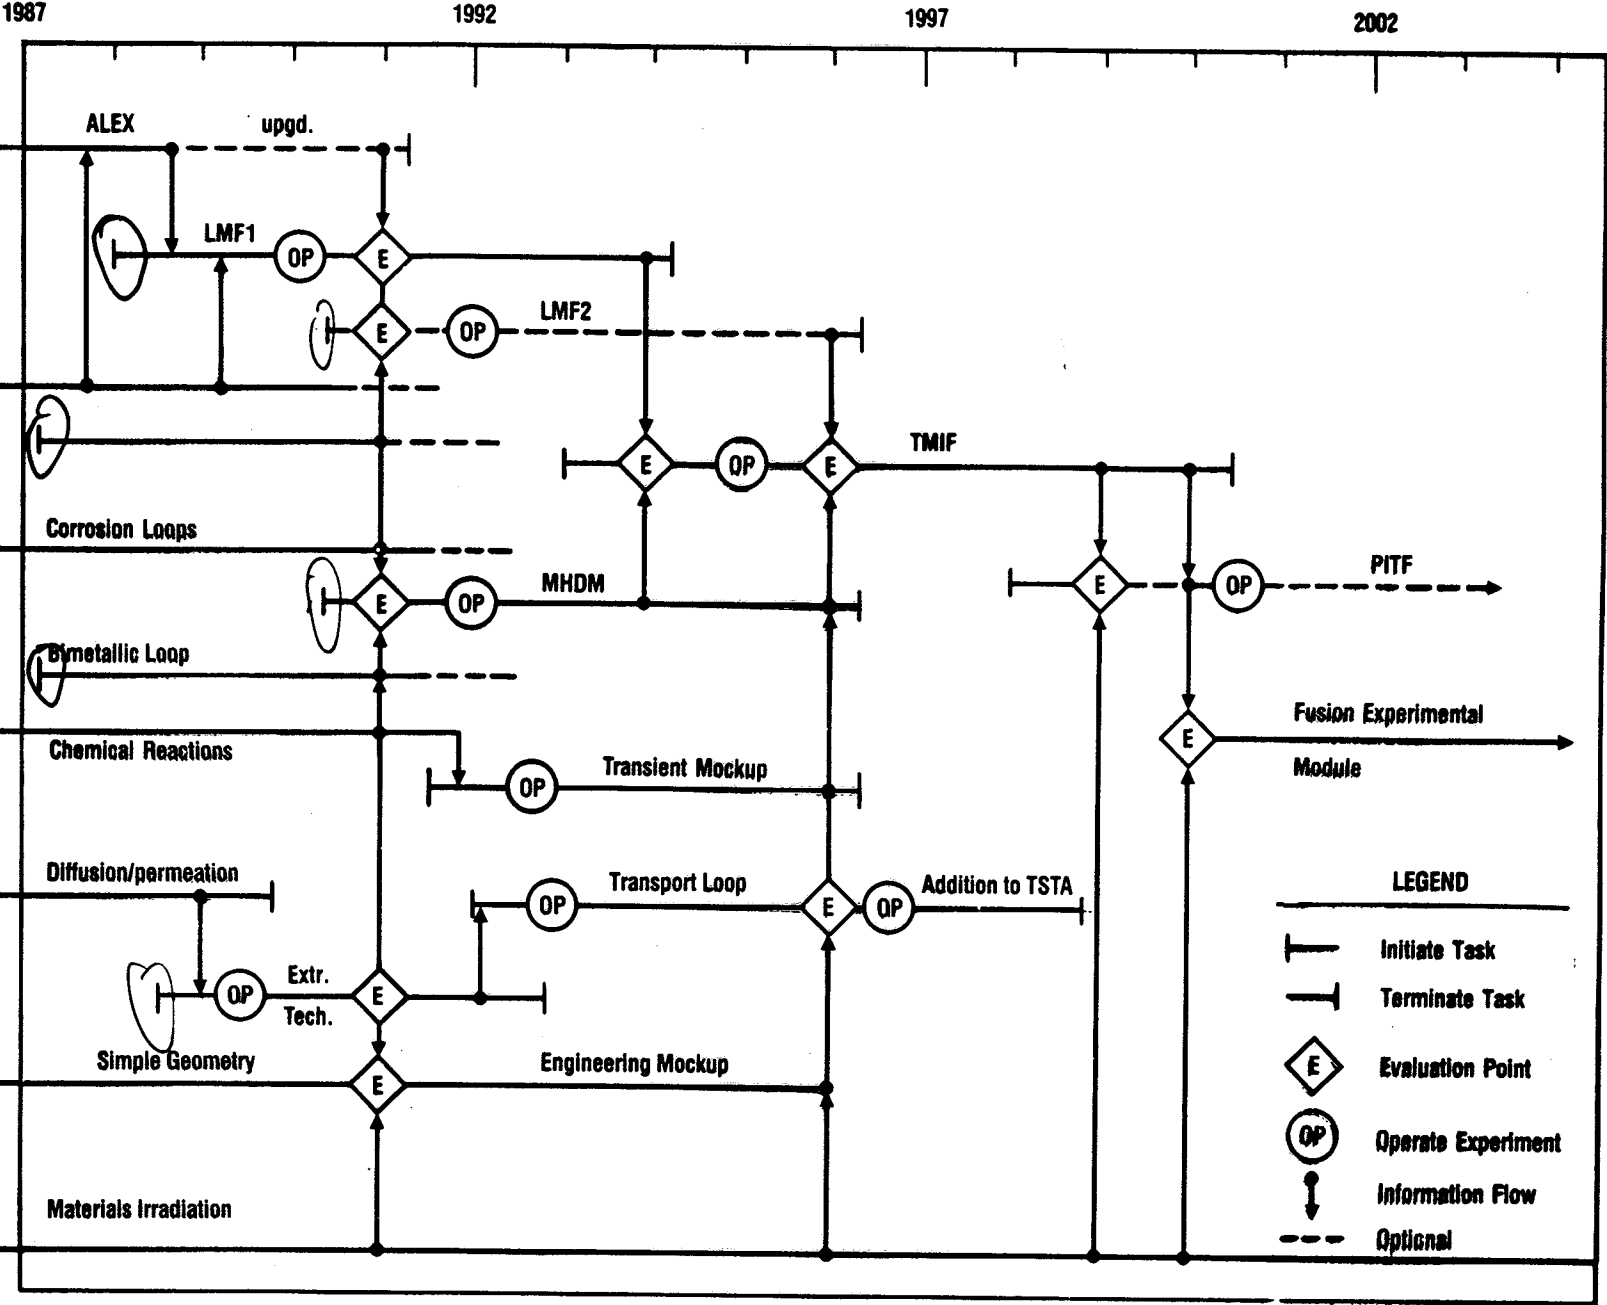 1987 1992 1997 2002
ALEX upgd.
LMF1 OP E
E OP LMF2
E OP E TMIF
Corrosion Loops
E OP MHDM
E OP PITF
Bimetallic Loop
E Fusion Experimental
Module
Chemical Reactions
OP Transient Mockup
Diffusion/permeation
OP Transport Loop E OP Addition to TSTA
OP Extr. E
Tech.
Simple Geometry E Engineering Mockup
Materials Irradiation
LEGEND
Initiate Task
Terminate Task
E Evaluation Point
OP Operate Experiment
Information Flow
Optional